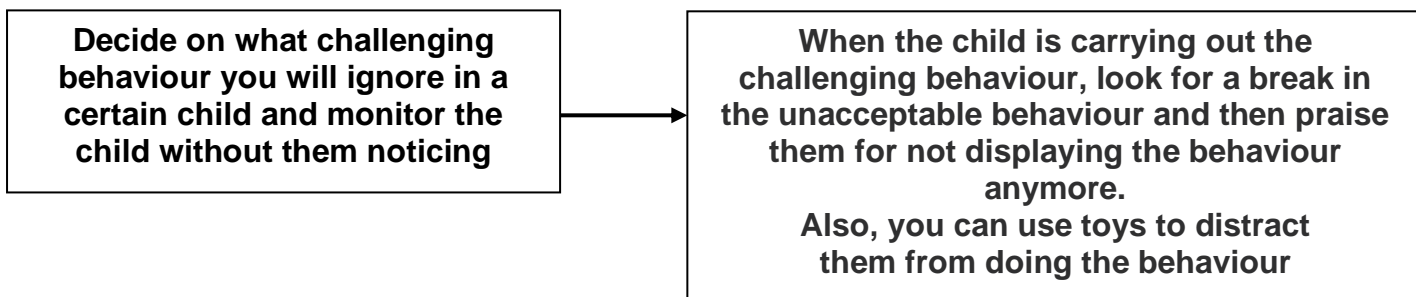 Decide on what challenging
behaviour you will ignore in a
certain child and monitor the
child without them noticing
When the child is carrying out the
challenging behaviour, look for a break in
the unacceptable behaviour and then praise
them for not displaying the behaviour
anymore.
Also, you can use toys to distract
them from doing the behaviour